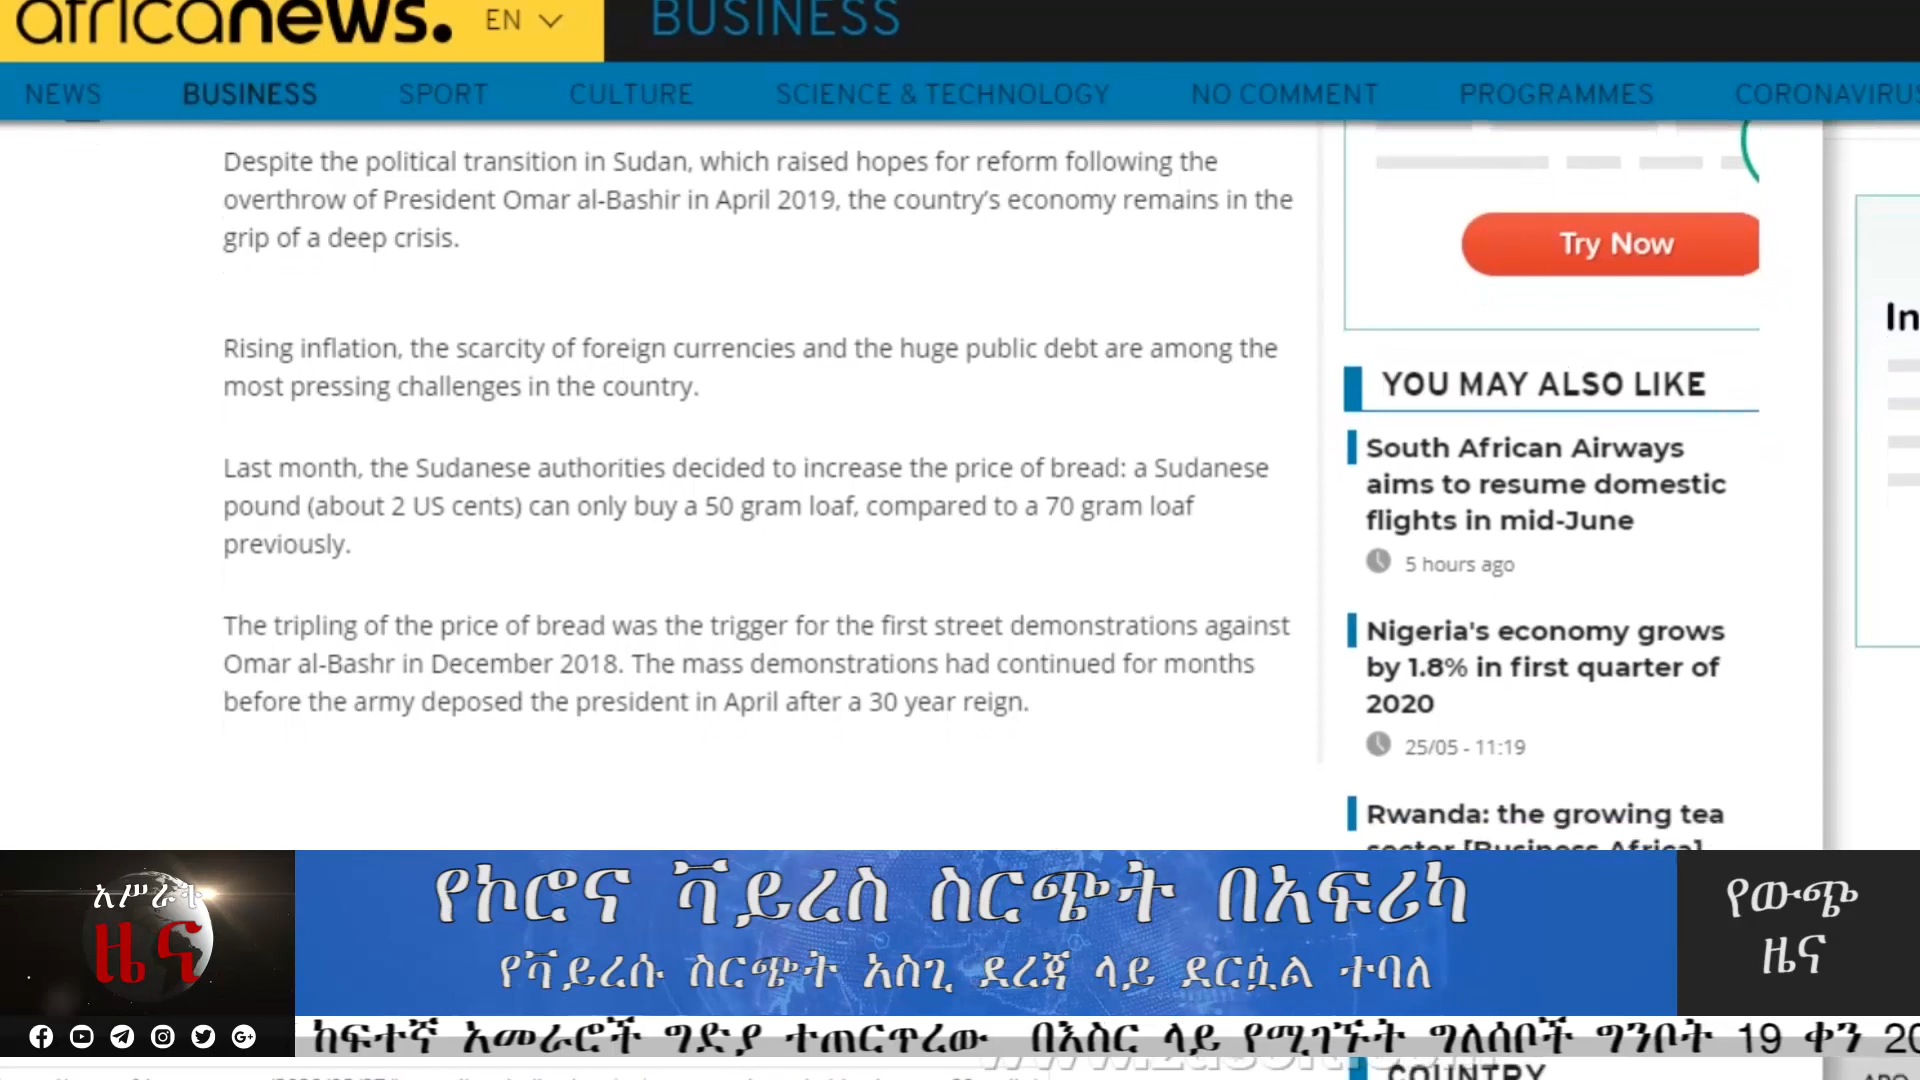 africanews.
EN
BUSINESS
NEWS BUSINESS SPORT CULTURE SCIENCE & TECHNOLOGY NO COMMENT PROGRAMMES CORONAVIRUS
Despite the political transition in Sudan, which raised hopes for reform following the
overthrow of President Omar al-Bashir in April 2019, the country's economy remains in the
grip of a deep crisis.
Rising inflation, the scarcity of foreign currencies and the huge public debt are among the
most pressing challenges in the country.
Last month, the Sudanese authorities decided to increase the price of bread: a Sudanese
pound (about 2 US cents) can only buy a 50 gram loaf, compared to a 70 gram loaf
previously.
The tripling of the price of bread was the trigger for the first street demonstrations against
Omar al-Bashr in December 2018. The mass demonstrations had continued for months
before the army deposed the president in April after a 30 year reign.
Try Now
In
YOU MAY ALSO LIKE
South African Airways
aims to resume domestic
flights in mid-June
5 hours ago
Nigeria's economy grows
by 1.8% in first quarter of
2020
25/05 - 11:19
Rwanda: the growing tea
sector [Business Africa]
አሥራት
ዜና
የኮሮና ቫይረስ ስርጭት በአፍሪካ
የቫይረሱ ስርጭት አስጊ ደረጃ ላይ ደርሷል ተባለ
የውጭ
ዜና
ከፍተኛ አመራሮች ግድያ ተጠርጥረው በእስር ላይ የሚገኙት ግለሰቦች ግንቦት 19 ቀን 20
COUNTRY